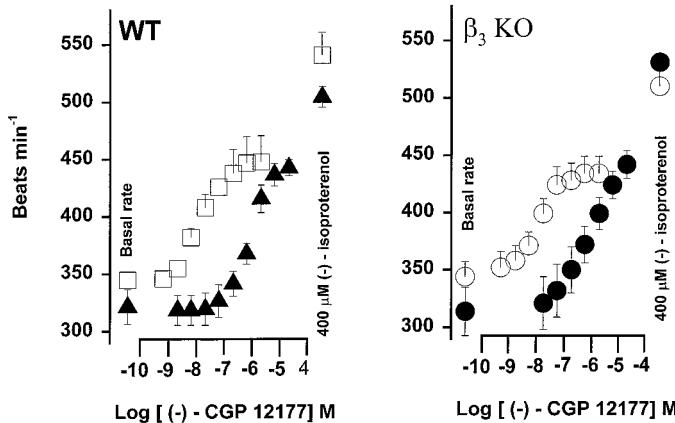 WT
β3 KO
550
500
450
400
350
300
Beats min-1
Basal rate
400 µM (-) - isoproterenol
-10 -9 -8 -7 -6 -5 4
Log [ (-) - CGP 12177] M
550
500
450
400
350
300
Basal rate
400 µM (-) - isoproterenol
-10 -9 -8 -7 -6 -5 -4
Log [ (-) - CGP 12177] M